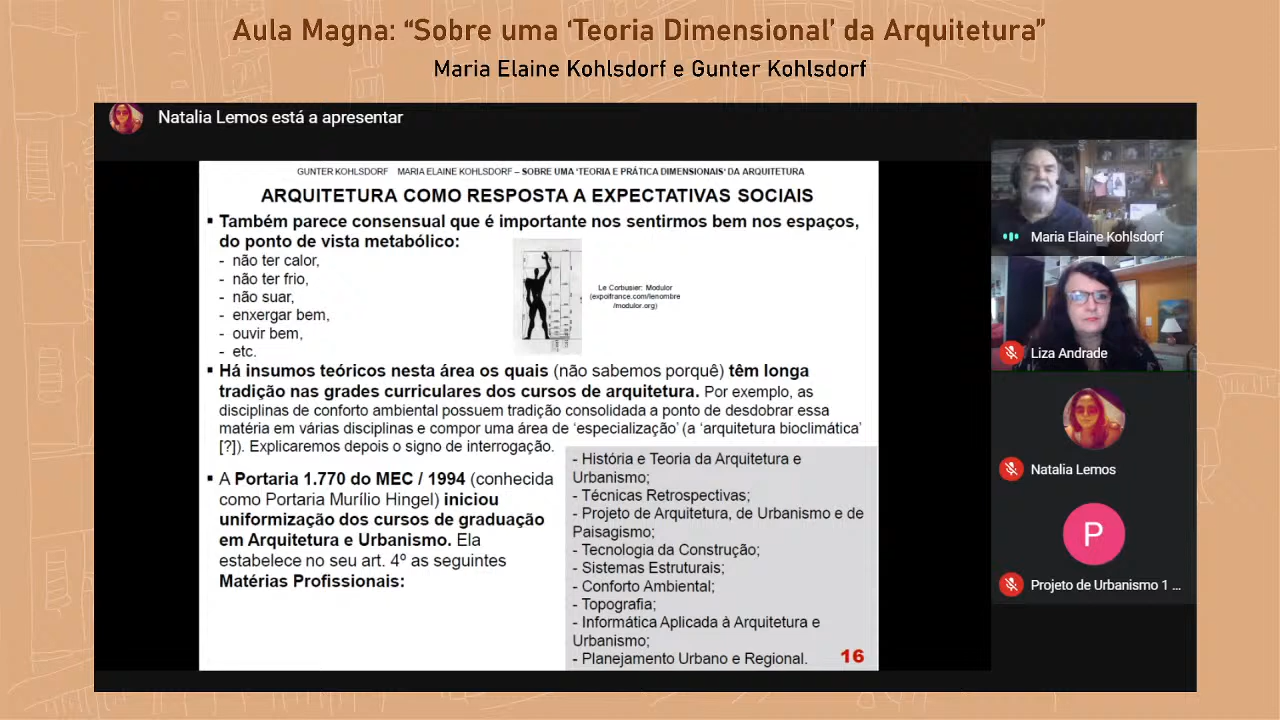 Aula Magna: “Sobre uma ‘Teoria Dimensional’ da Arquitetura”
Maria Elaine Kohlsdorf e Gunter Kohlsdorf
Natalia Lemos está a apresentar
GUNTER KOHLSDORF MARIA ELAINE KOHLSDORF – SOBRE UMA ‘TEORIA E PRÁTICA DIMENSIONAIS’ DA ARQUITETURA
ARQUITETURA COMO RESPOSTA A EXPECTATIVAS SOCIAIS
▪ Também parece consensual que é importante nos sentirmos bem nos espaços,
do ponto de vista metabólico:
- não ter calor,
- não ter frio,
- não suar,
- enxergar bem,
- ouvir bem,
- etc.
Le Corbusier: Modulor
(expoifrance.com/lenombre
/modulor.org)
▪ Há insumos teóricos nesta área os quais (não sabemos porquê) têm longa
tradição nas grades curriculares dos cursos de arquitetura. Por exemplo, as
disciplinas de conforto ambiental possuem tradição consolidada a ponto de desdobrar essa
matéria em várias disciplinas e compor uma área de ‘especialização’ (a ‘arquitetura bioclimática’
[?]). Explicaremos depois o signo de interrogação.
▪ A Portaria 1.770 do MEC / 1994 (conhecida
como Portaria Murílio Hingel) iniciou
uniformização dos cursos de graduação
em Arquitetura e Urbanismo. Ela
estabelece no seu art. 4º as seguintes
Matérias Profissionais:
- História e Teoria da Arquitetura e
Urbanismo;
- Técnicas Retrospectivas;
- Projeto de Arquitetura, de Urbanismo e de
Paisagismo;
- Tecnologia da Construção;
- Sistemas Estruturais;
- Conforto Ambiental;
- Topografia;
- Informática Aplicada à Arquitetura e
Urbanismo;
- Planejamento Urbano e Regional.
16
Maria Elaine Kohlsdorf
Liza Andrade
Natalia Lemos
P
Projeto de Urbanismo 1 ...